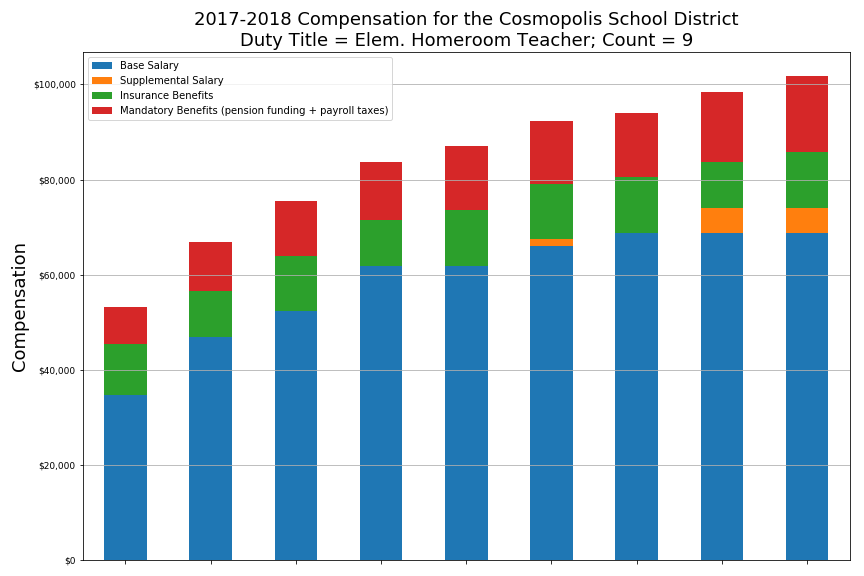 2017-2018 Compensation for the Cosmopolis School District
Duty Title = Elem. Homeroom Teacher; Count = 9
Base Salary
Supplemental Salary
Insurance Benefits
Mandatory Benefits (pension funding + payroll taxes)
$100,000
$80,000
$60,000
$40,000
$20,000
$0
Compensation